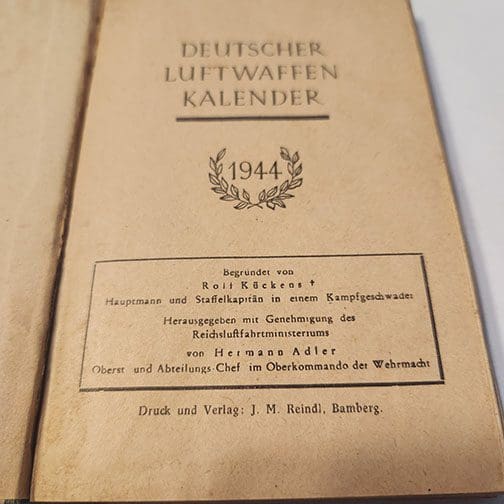 DEUTSCHER
LUFTWAFFEN
KALENDER
1944
Begründet von
Rolf Kückens †
Hauptmann und Staffelkapitän in einem Kampfgeschwader
Herausgegeben mit Genehmigung des
Reichsluftfahrtministeriums
von Hermann Adler
Oberst und Abteilungs-Chef im Oberkommando der Wehrmacht
Druck und Verlag: J. M. Reindl, Bamberg.